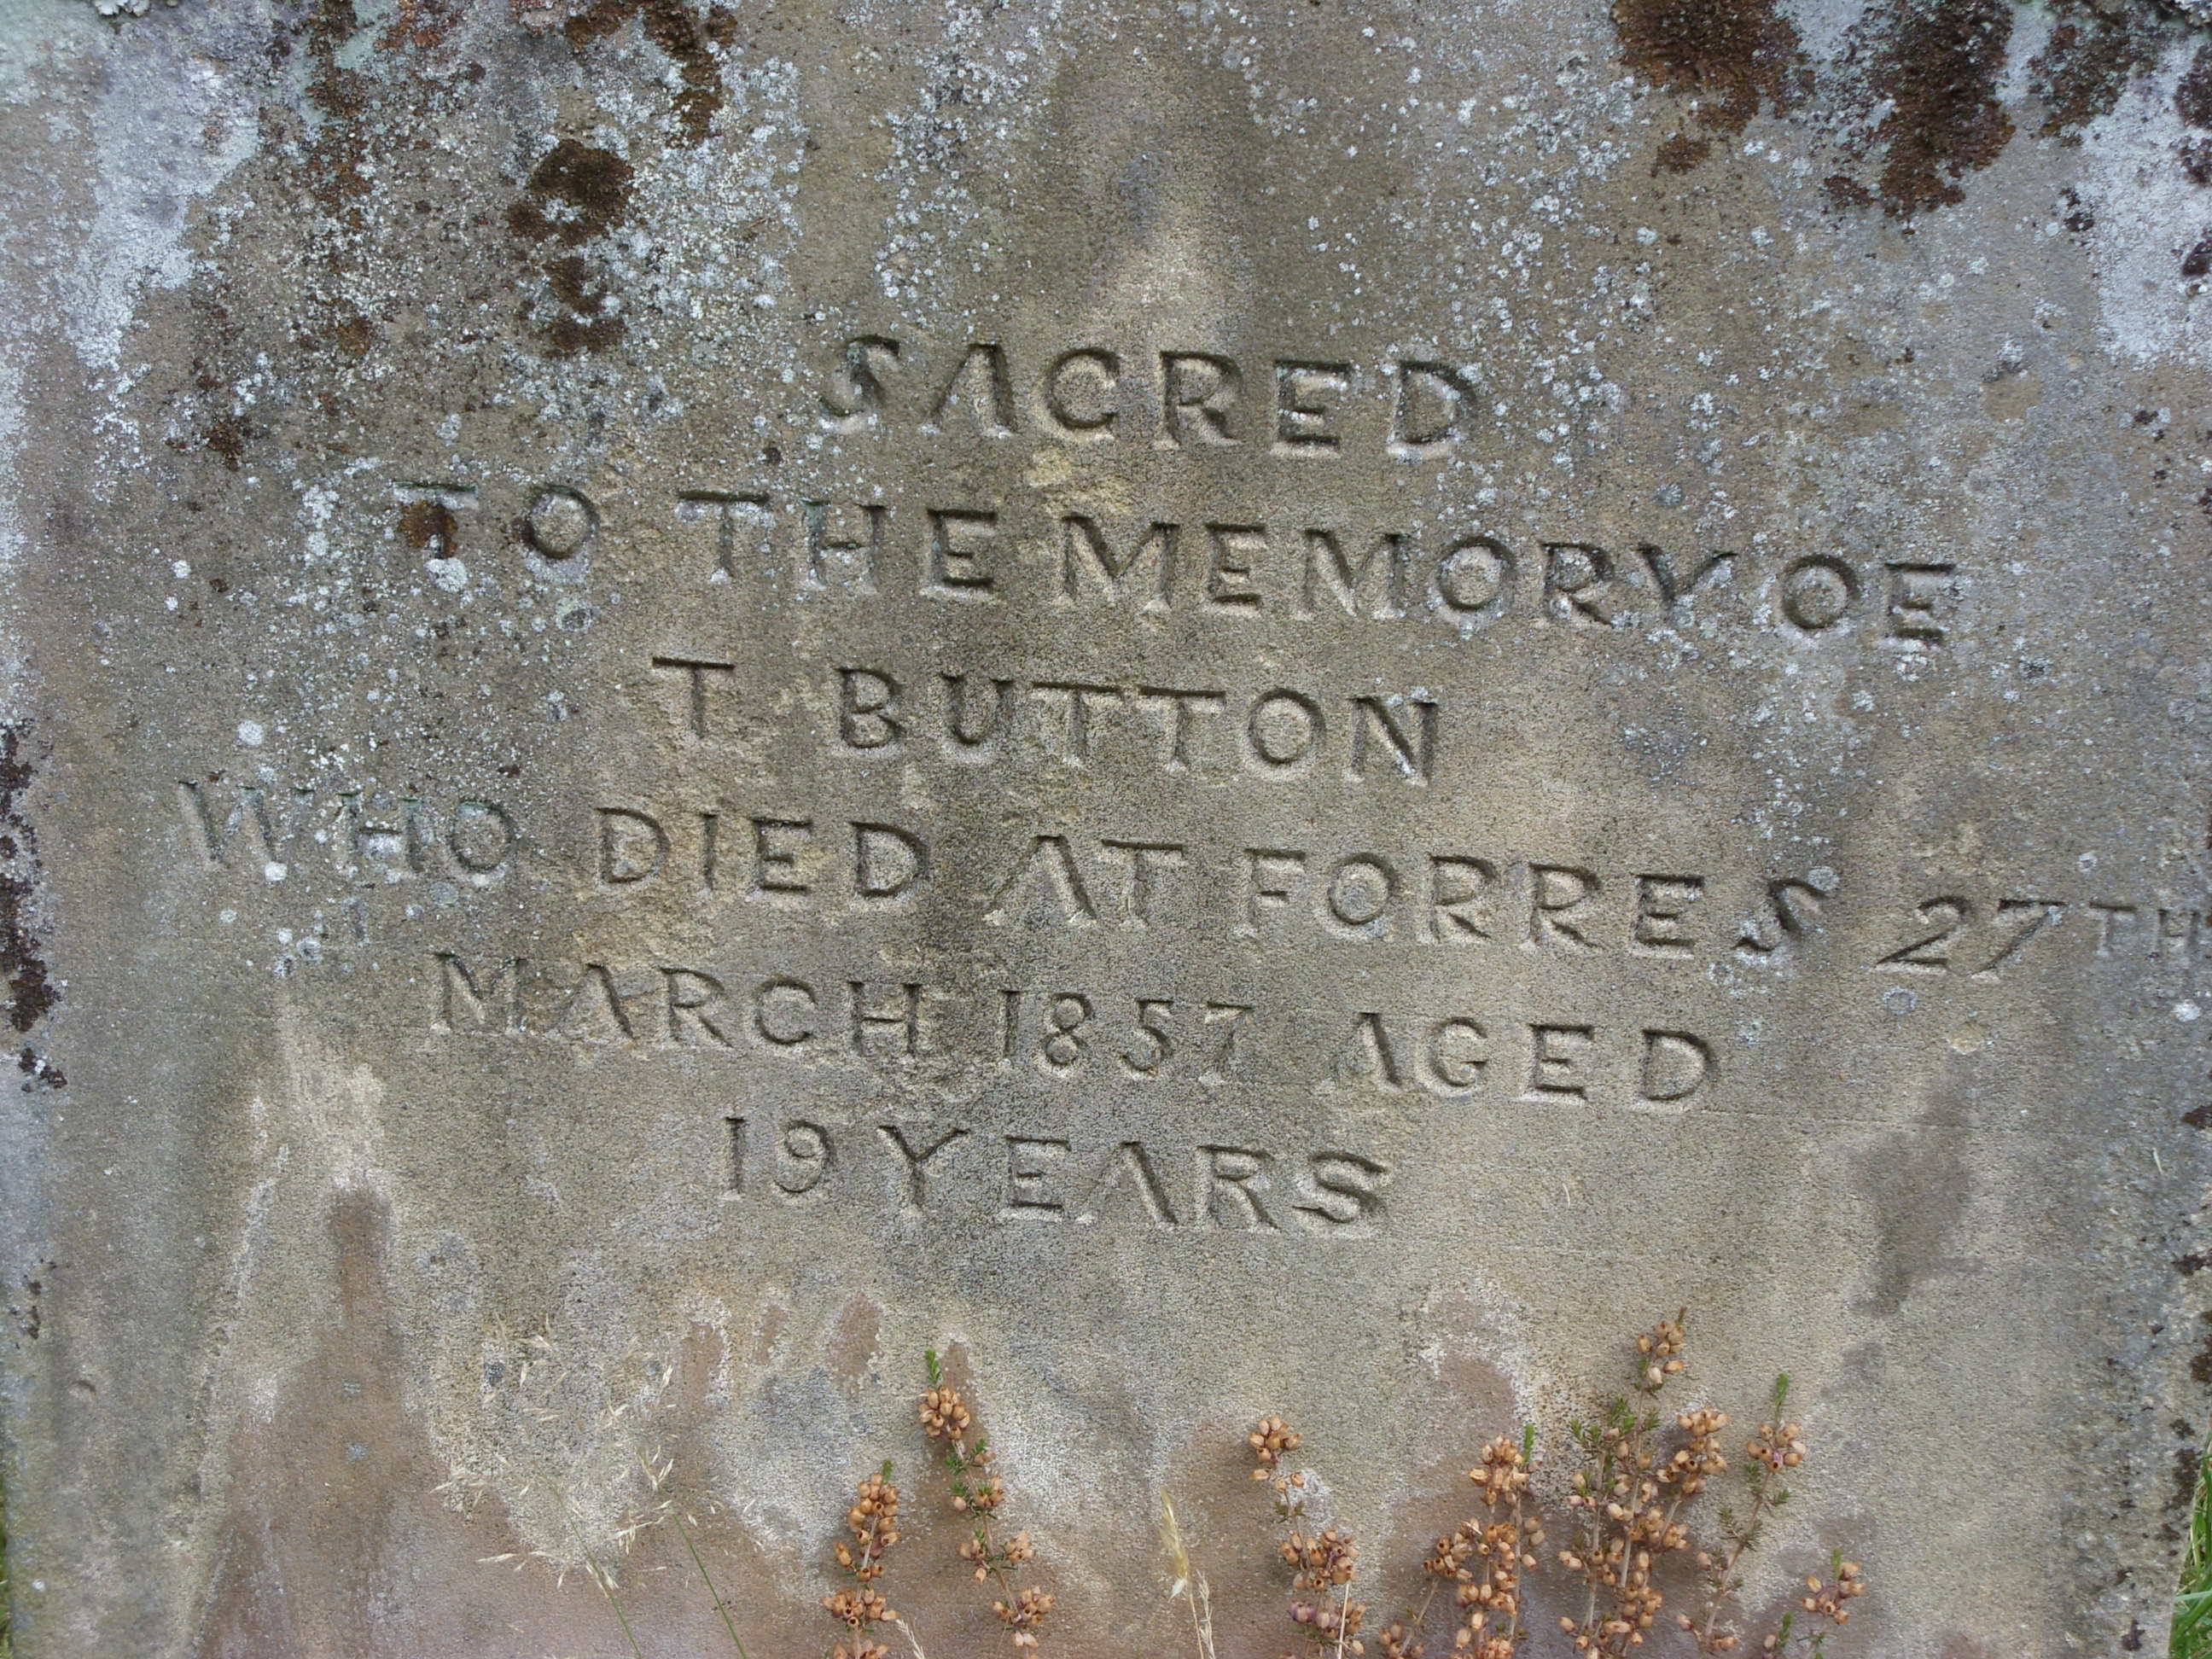 SACRED
TO THE MEMORY OF
T BUTTON
WHO DIED AT FORRES 27TH
MARCH 1857 AGED
19 YEARS